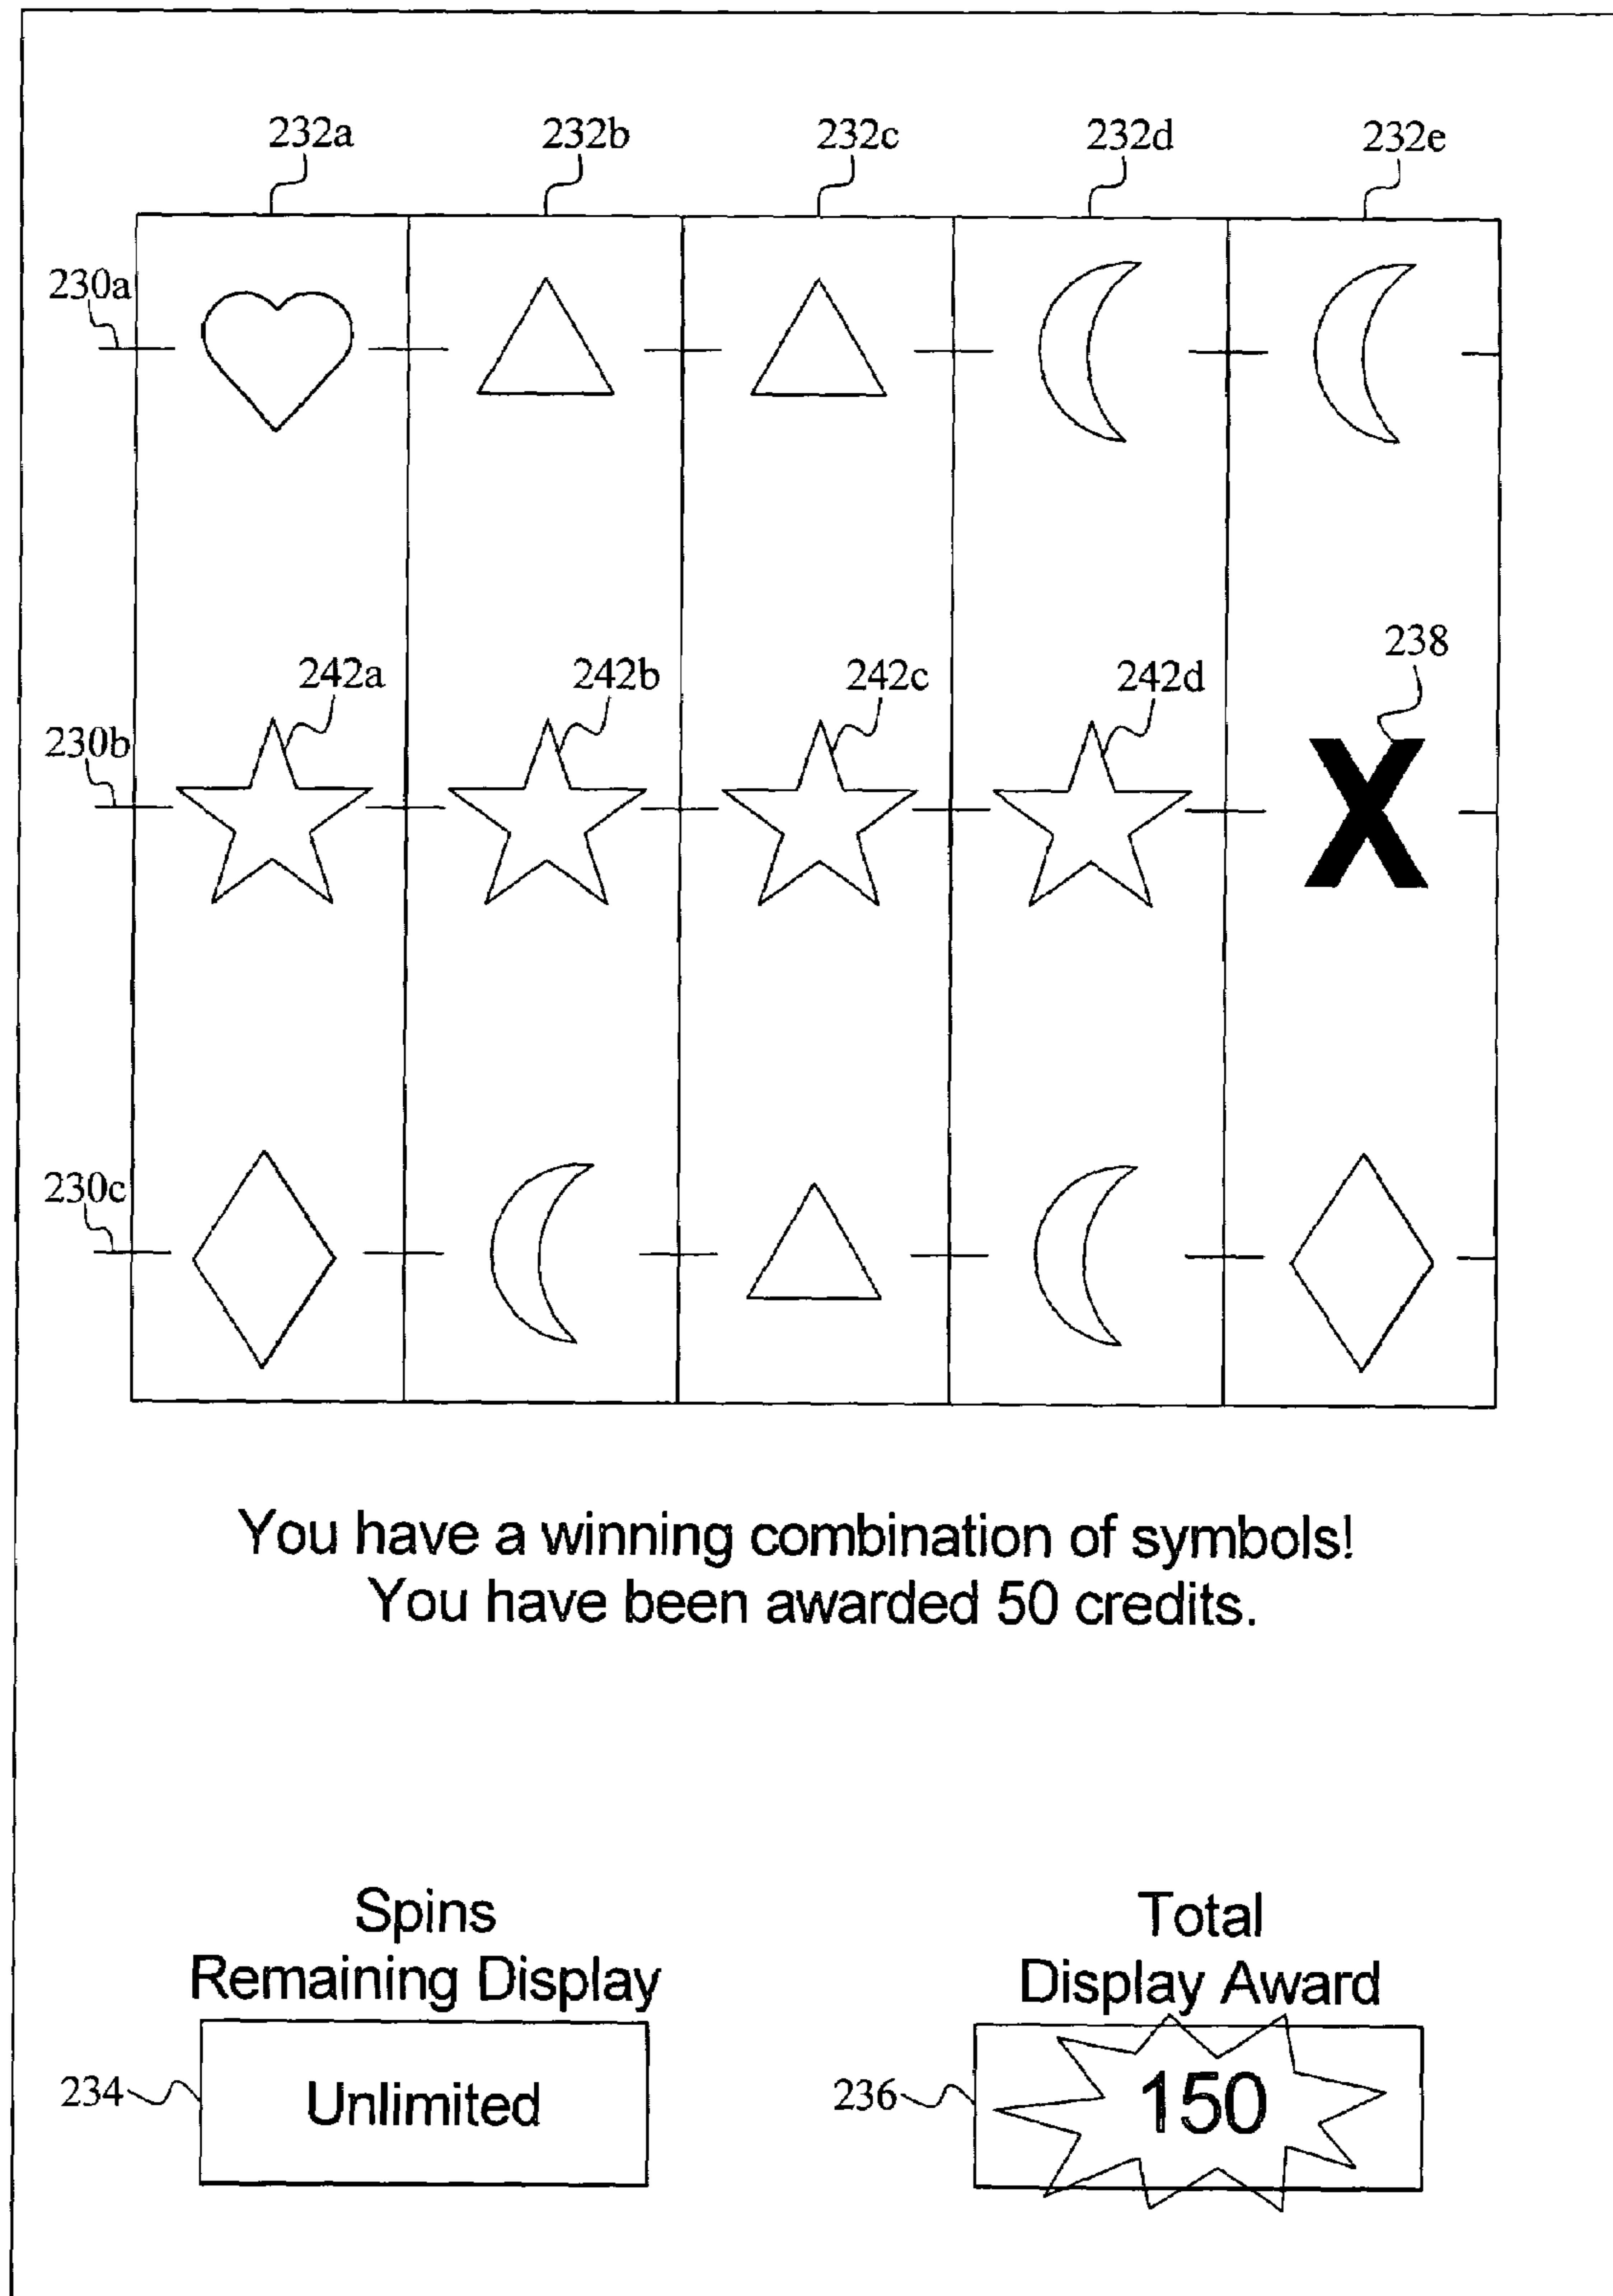 232a 232b 232c 232d 232e
230a
238
242a 242b 242c 242d
230b
X
230c
You have a winning combination of symbols!
You have been awarded 50 credits.
Spins
Remaining Display
Total
Display Award
234 Unlimited
236 150